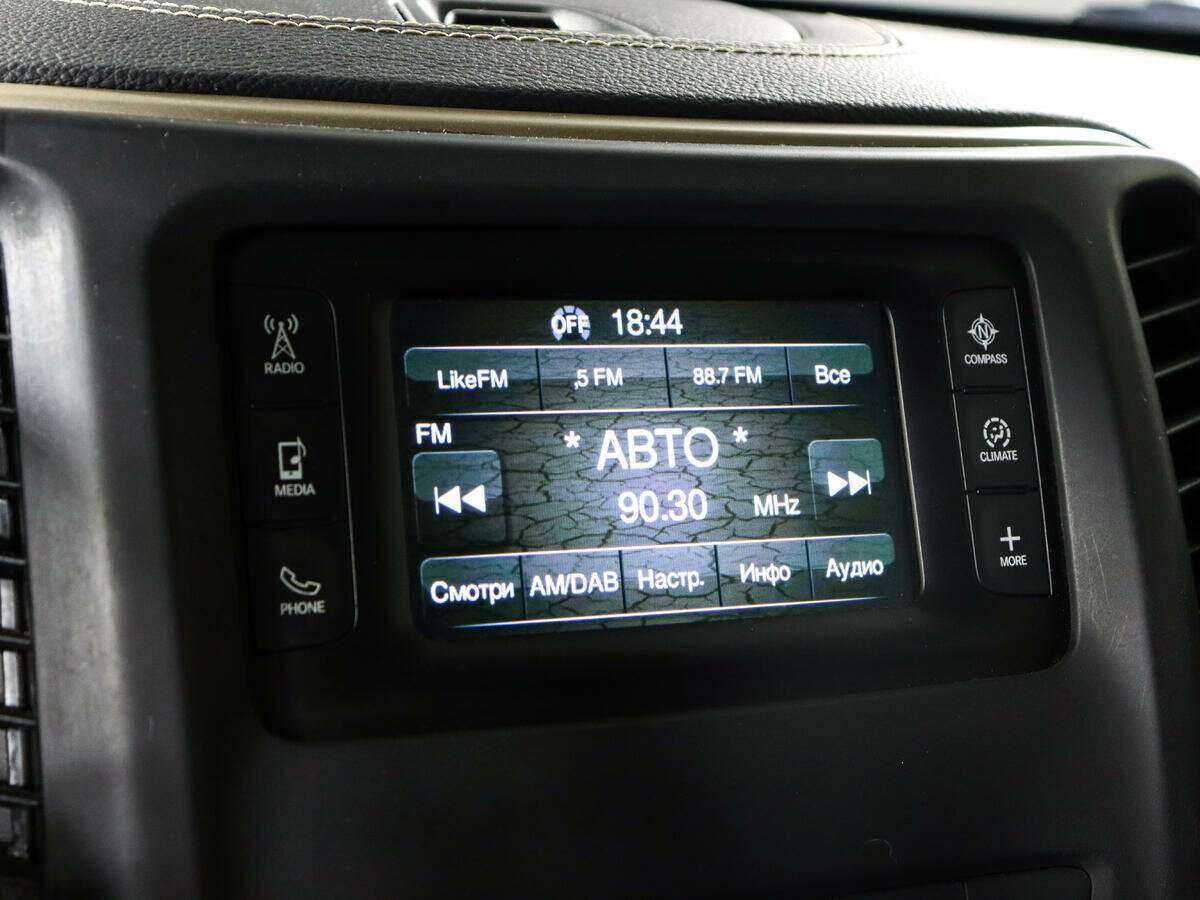 OFF 18:44
LikeFM ,5 FM 88.7 FM Все
FM
* АВТО *
90.30 MHz
Смотри AM/DAB Настр. Инфо Аудио
RADIO
MEDIA
PHONE
N
COMPASS
CLIMATE
MORE